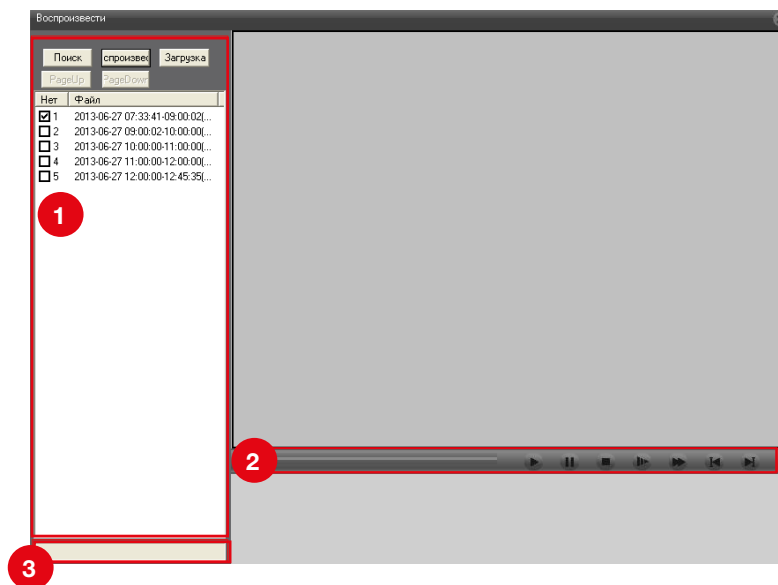 Воспроизвести
Поиск спроизвес Загрузка
PageUp PageDown
Нет Файл
1 2013-06-27 07:33:41-09:00:02(...
2 2013-06-27 09:00:02-10:00:00(...
3 2013-06-27 10:00:00-11:00:00(...
4 2013-06-27 11:00:00-12:00:00(...
5 2013-06-27 12:00:00-12:45:35(...
1
2
3